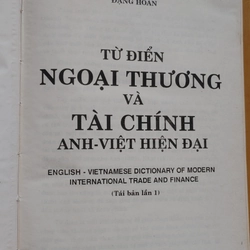 ĐẶNG HOÀN
TỪ ĐIỂN
NGOẠI THƯƠNG
VÀ
TÀI CHÍNH
ANH-VIỆT HIỆN ĐẠI
ENGLISH - VIETNAMESE DICTIONARY OF MODERN
INTERNATIONAL TRADE AND FINANCE
(Tái bản lần 1)